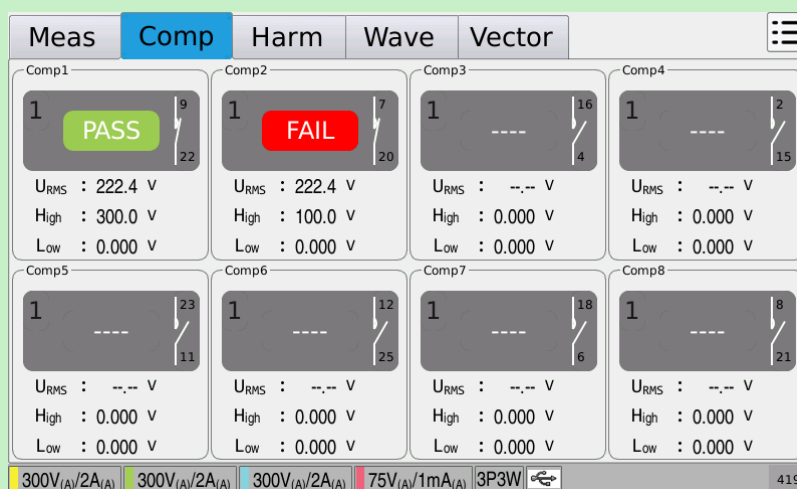 Meas Comp Harm Wave Vector
Comp1 Comp2 Comp3 Comp4
1 PASS 9 22
1 FAIL 7 20
1 ---- 16 4
1 ---- 2 15
URMS : 222.4 V URMS : 222.4 V URMS : --.-- V URMS : --.-- V
High : 300.0 V High : 100.0 V High : 0.000 V High : 0.000 V
Low : 0.000 V Low : 0.000 V Low : 0.000 V Low : 0.000 V
Comp5 Comp6 Comp7 Comp8
1 ---- 23 11
1 ---- 12 25
1 ---- 18 6
1 ---- 8 21
URMS : --.-- V URMS : --.-- V URMS : --.-- V URMS : --.-- V
High : 0.000 V High : 0.000 V High : 0.000 V High : 0.000 V
Low : 0.000 V Low : 0.000 V Low : 0.000 V Low : 0.000 V
300V(A)/2A(A) 300V(A)/2A(A) 300V(A)/2A(A) 75V(A)/1mA(A) 3P3W 419